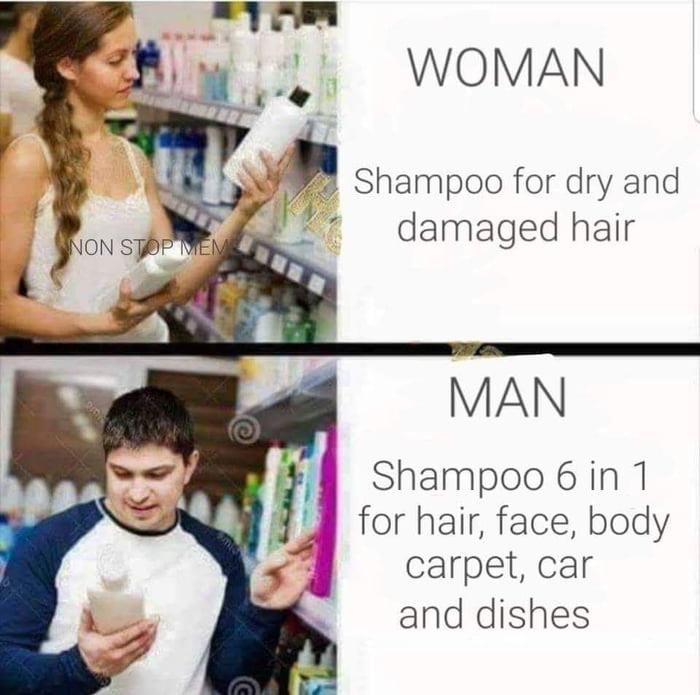 WOMAN
Shampoo for dry and
damaged hair
NON STOP MEM
MAN
Shampoo 6 in 1
for hair, face, body
carpet, car
and dishes